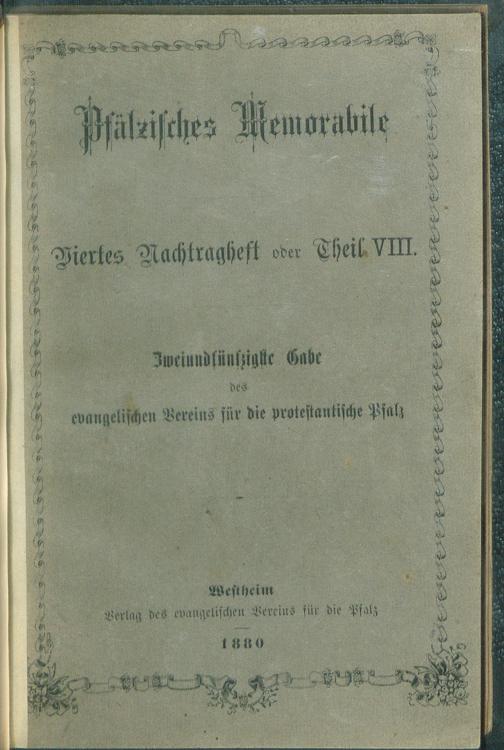 Pfälzisches Memorabile
Viertes Nachtragheft oder Theil VIII.
Zweiundfünfzigste Gabe
des
evangelischen Vereins für die protestantische Pfalz
Westheim
Verlag des evangelischen Vereins für die Pfalz
1880